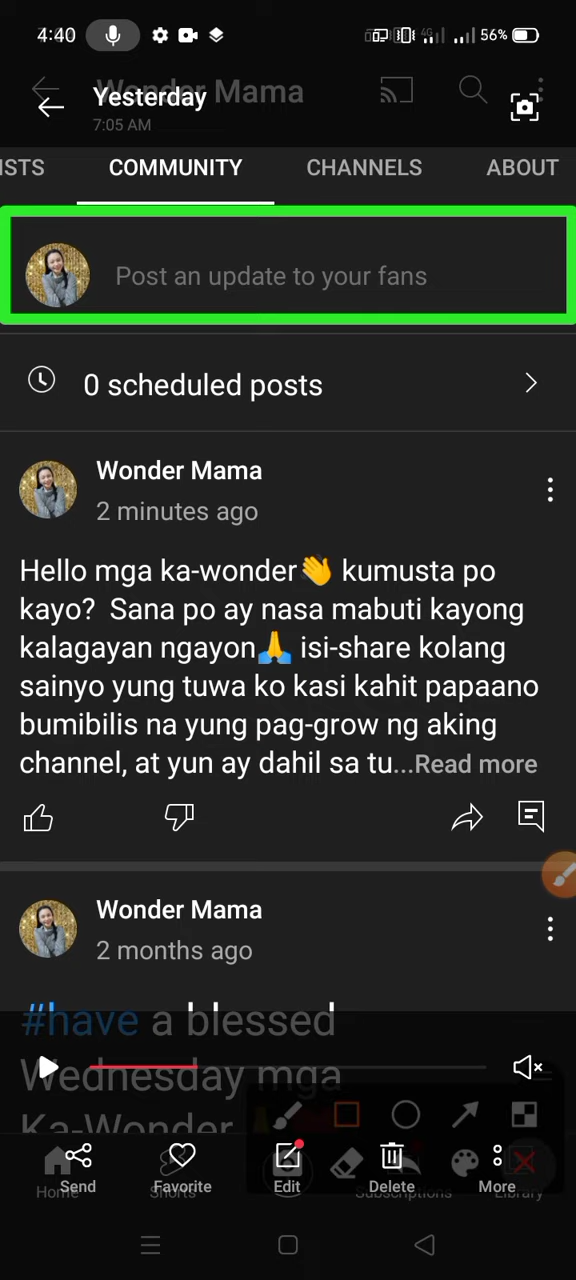 4:40
4G
56%
Wonder Mama
Yesterday
7:05 AM
ISTS
COMMUNITY
CHANNELS
ABOUT
Post an update to your fans
0 scheduled posts
Wonder Mama
2 minutes ago
Hello mga ka-wonder👋 kumusta po
kayo? Sana po ay nasa mabuti kayong
kalagayan ngayon🙏 isi-share kolang
sainyo yung tuwa ko kasi kahit papaano
bumibilis na yung pag-grow ng aking
channel, at yun ay dahil sa tu...Read more
Wonder Mama
2 months ago
#have a blessed
Wednesday mga
Ka-Wonder
Send
Favorite
Edit
Delete
More
Home
Shorts
Subscriptions
Library